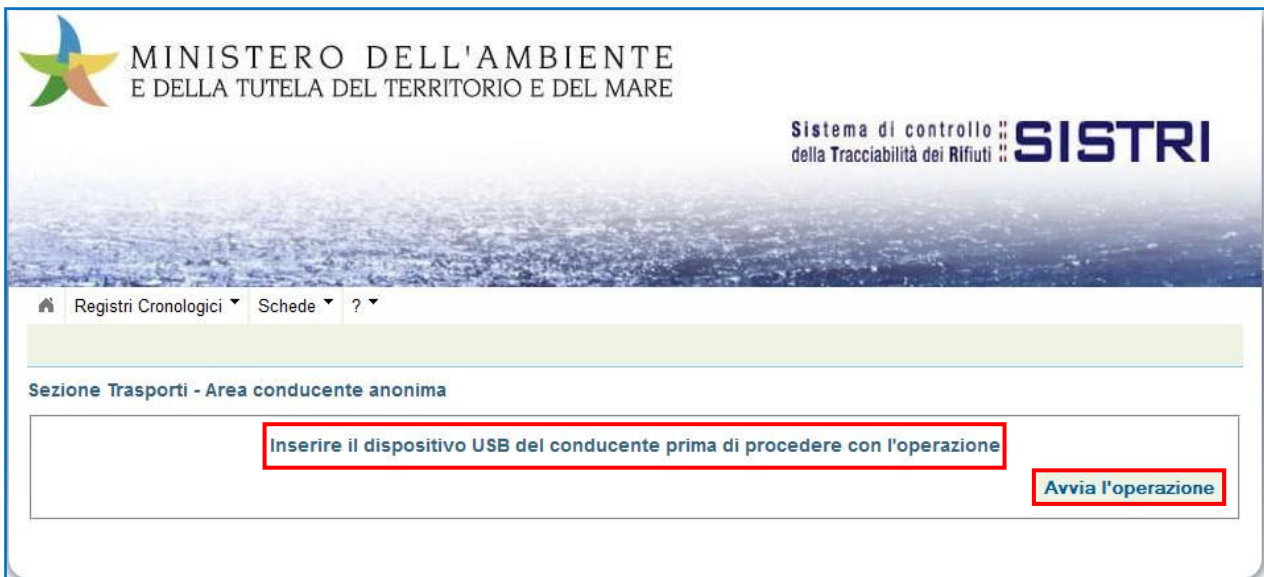 MINISTERO DELL'AMBIENTE
E DELLA TUTELA DEL TERRITORIO E DEL MARE
Sistema di controllo
della Tracciabilità dei Rifiuti
SISTRI
Registri Cronologici Schede ?
Sezione Trasporti - Area conducente anonima
Inserire il dispositivo USB del conducente prima di procedere con l'operazione
Avvia l'operazione